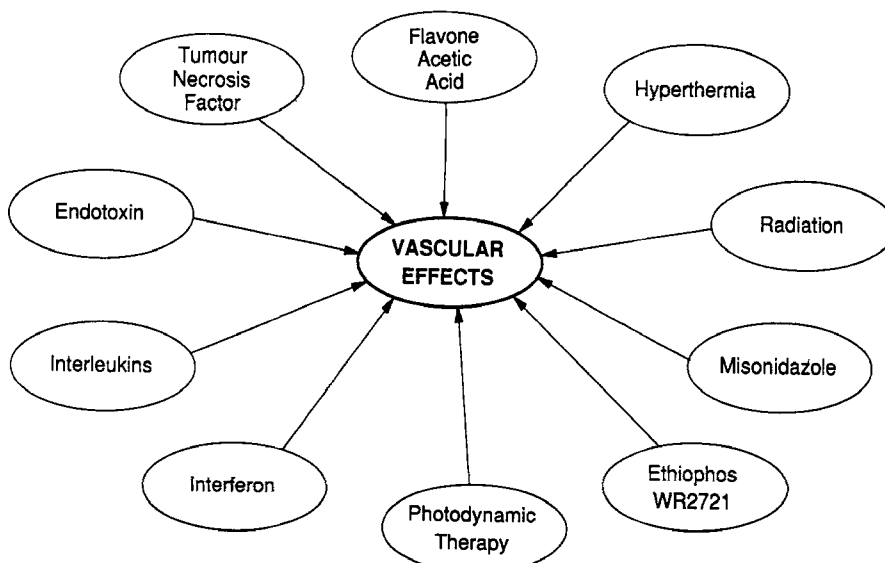 Tumour
Necrosis
Factor
Flavone
Acetic
Acid
Hyperthermia
Endotoxin
VASCULAR
EFFECTS
Radiation
Interleukins
Misonidazole
Interferon
Photodynamic
Therapy
Ethiophos
WR2721